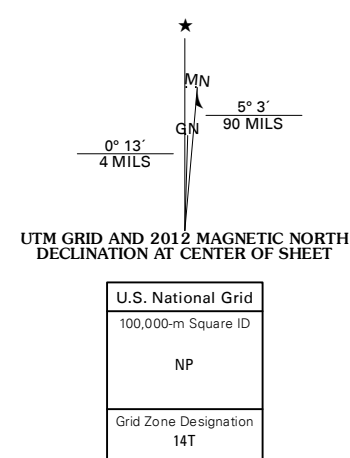 ★
MN
5° 3´
90 MILS
GN
0° 13´
4 MILS
UTM GRID AND 2012 MAGNETIC NORTH
DECLINATION AT CENTER OF SHEET
U.S. National Grid
100,000-m Square ID
NP
Grid Zone Designation
14T